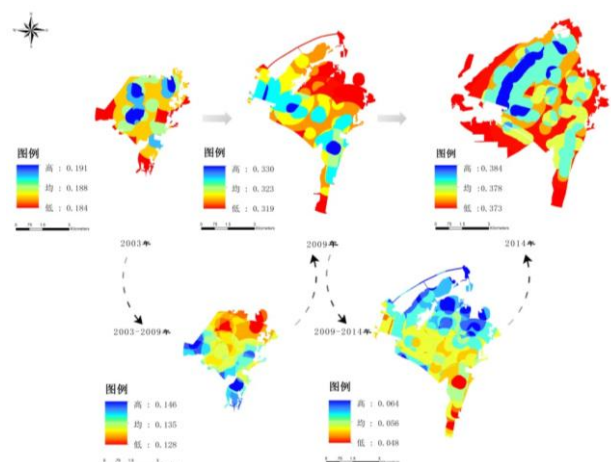 图例
高 : 0.191
均 : 0.188
低 : 0.184
2003年
图例
高 : 0.330
均 : 0.323
低 : 0.319
2009年
图例
高 : 0.384
均 : 0.378
低 : 0.373
2014年
2003-2009年
图例
高 : 0.146
均 : 0.135
低 : 0.128
2009-2014年
图例
高 : 0.064
均 : 0.056
低 : 0.048